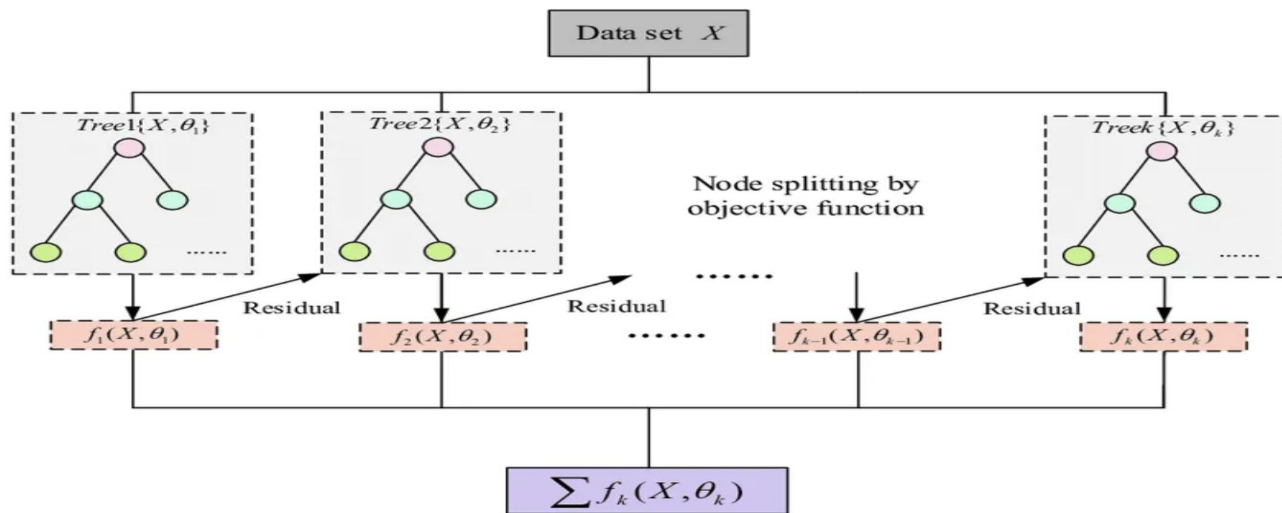 Data set X
Tree1{X,θ₁}
Tree2{X,θ₂}
Treek{X,θₖ}
Node splitting by
objective function
......
......
......
......
Residual
Residual
Residual
f₁(X,θ₁)
f₂(X,θ₂)
......
fₖ₋₁(X,θₖ₋₁)
fₖ(X,θₖ)
∑ fₖ(X,θₖ)